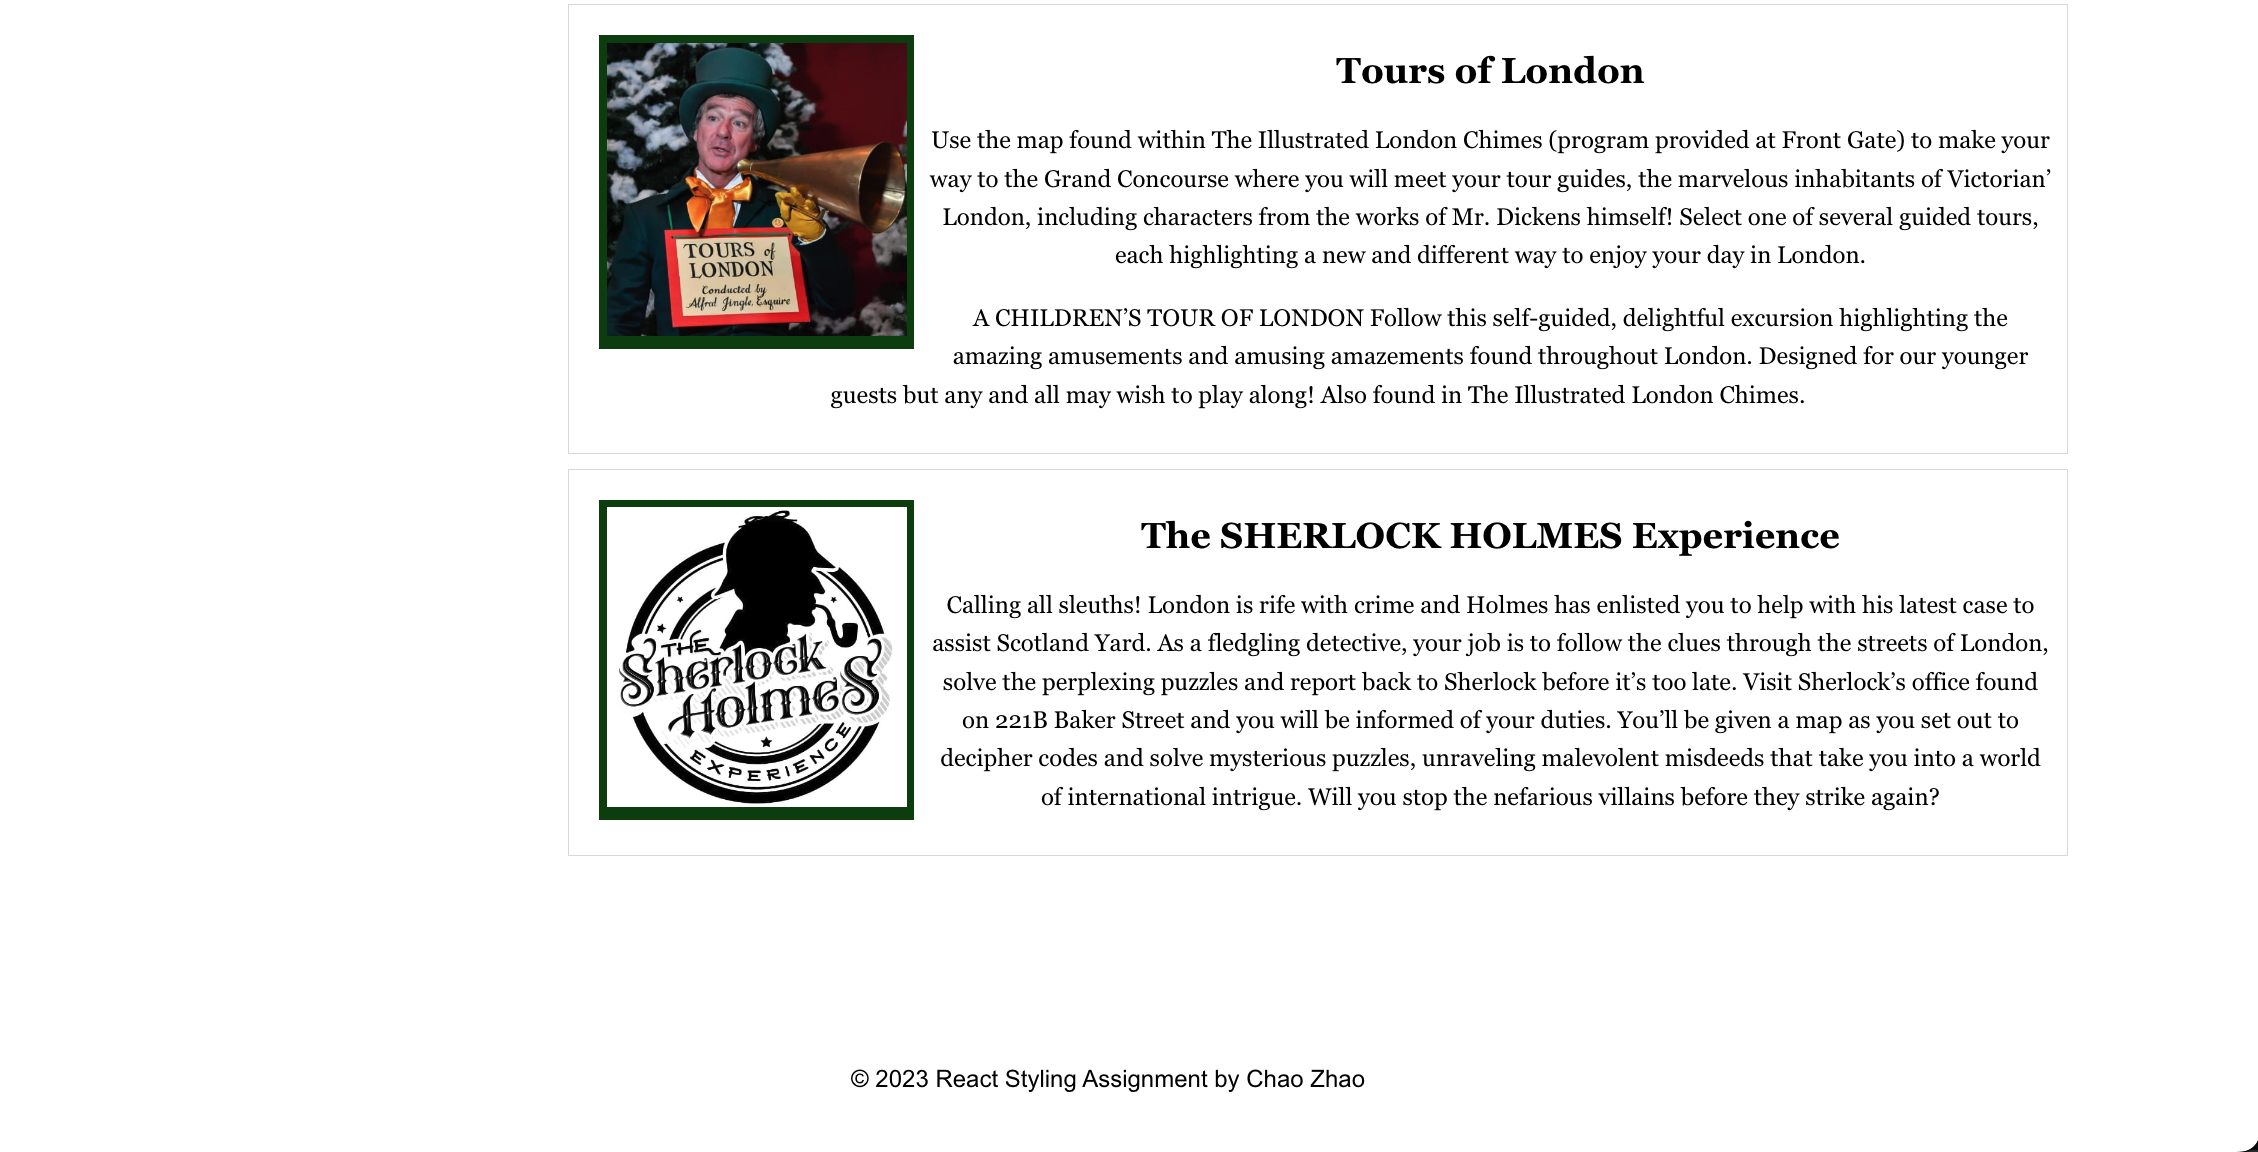 Tours of London
TOURS of
LONDON
Conducted by
Alfred Jingle, Esquire
Use the map found within The Illustrated London Chimes (program provided at Front Gate) to make your
way to the Grand Concourse where you will meet your tour guides, the marvelous inhabitants of Victorian’
London, including characters from the works of Mr. Dickens himself! Select one of several guided tours,
each highlighting a new and different way to enjoy your day in London.
A CHILDREN’S TOUR OF LONDON Follow this self-guided, delightful excursion highlighting the
amazing amusements and amusing amazements found throughout London. Designed for our younger
guests but any and all may wish to play along! Also found in The Illustrated London Chimes.
THE
Sherlock
Holmes
EXPERIENCE
The SHERLOCK HOLMES Experience
Calling all sleuths! London is rife with crime and Holmes has enlisted you to help with his latest case to
assist Scotland Yard. As a fledgling detective, your job is to follow the clues through the streets of London,
solve the perplexing puzzles and report back to Sherlock before it’s too late. Visit Sherlock’s office found
on 221B Baker Street and you will be informed of your duties. You’ll be given a map as you set out to
decipher codes and solve mysterious puzzles, unraveling malevolent misdeeds that take you into a world
of international intrigue. Will you stop the nefarious villains before they strike again?
© 2023 React Styling Assignment by Chao Zhao